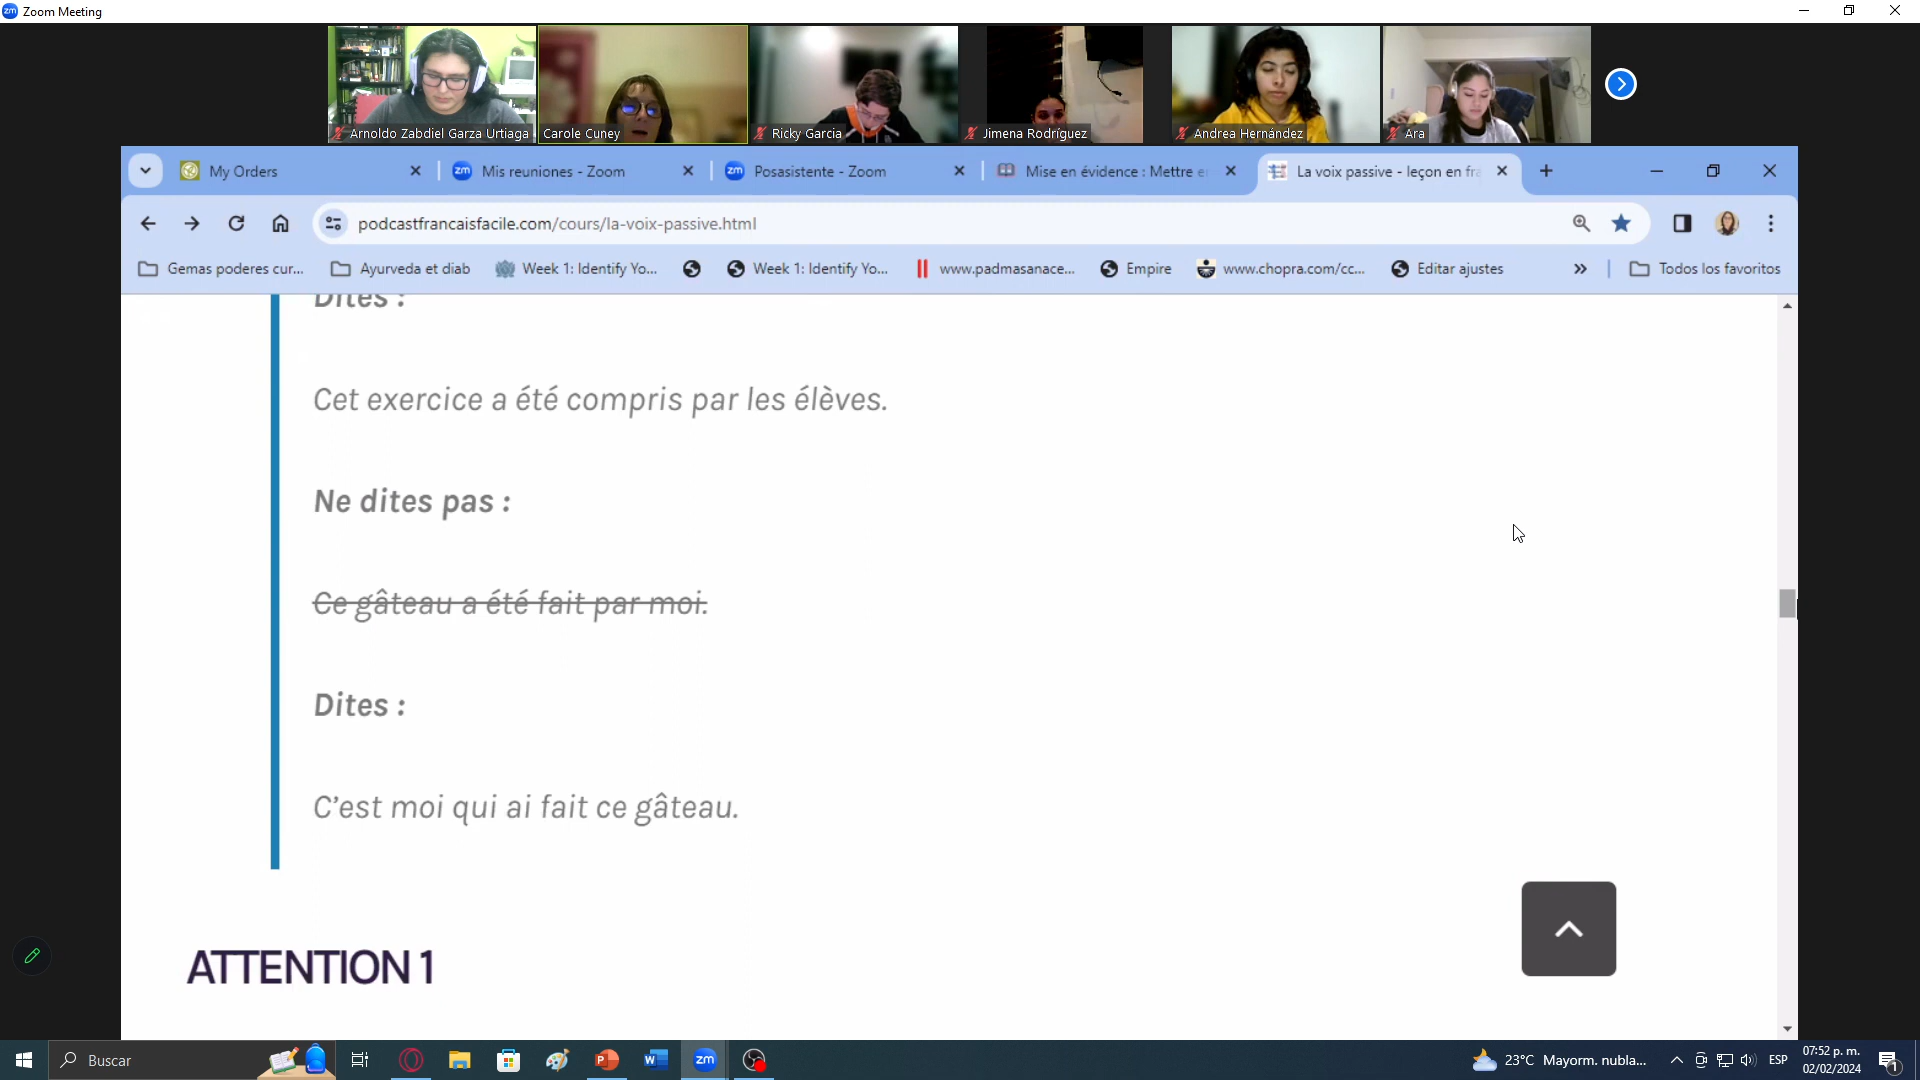 Zoom Meeting
Arnoldo Zabdiel Garza Urtiaga
Carole Cuney
Ricky Garcia
Jimena Rodríguez
Andrea Hernández
Ara
My Orders
Mis reuniones - Zoom
Posasistente - Zoom
Mise en évidence : Mettre e
La voix passive - leçon en fra
podcastfrancaisfacile.com/cours/la-voix-passive.html
Gemas poderes cur...
Ayurveda et diab
Week 1: Identify Yo...
Week 1: Identify Yo...
www.padmasanace...
Empire
www.chopra.com/cc...
Editar ajustes
»
Todos los favoritos
Dites :
Cet exercice a été compris par les élèves.
Ne dites pas :
Ce gâteau a été fait par moi.
Dites :
C'est moi qui ai fait ce gâteau.
ATTENTION 1
Buscar
23°C Mayorm. nubla...
ESP
07:52 p. m.
02/02/2024
1